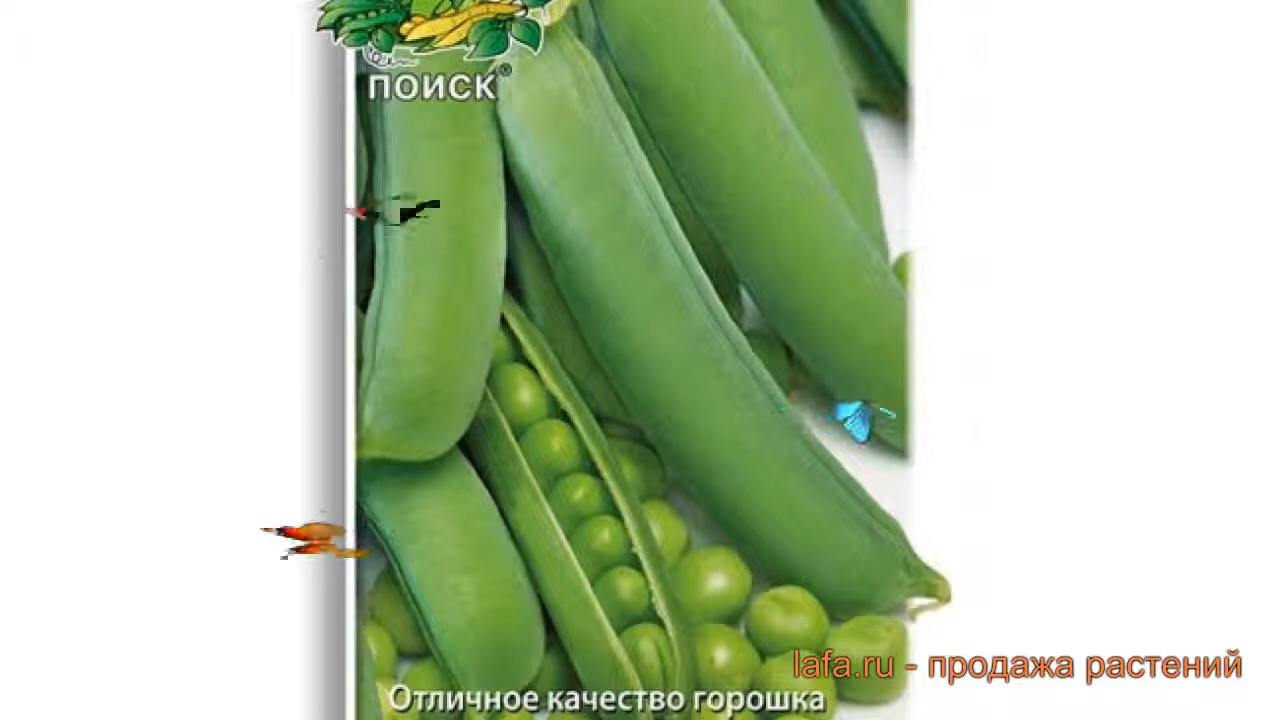 ПОИСК®
lafa.ru - продажа растений
Отличное качество горошка